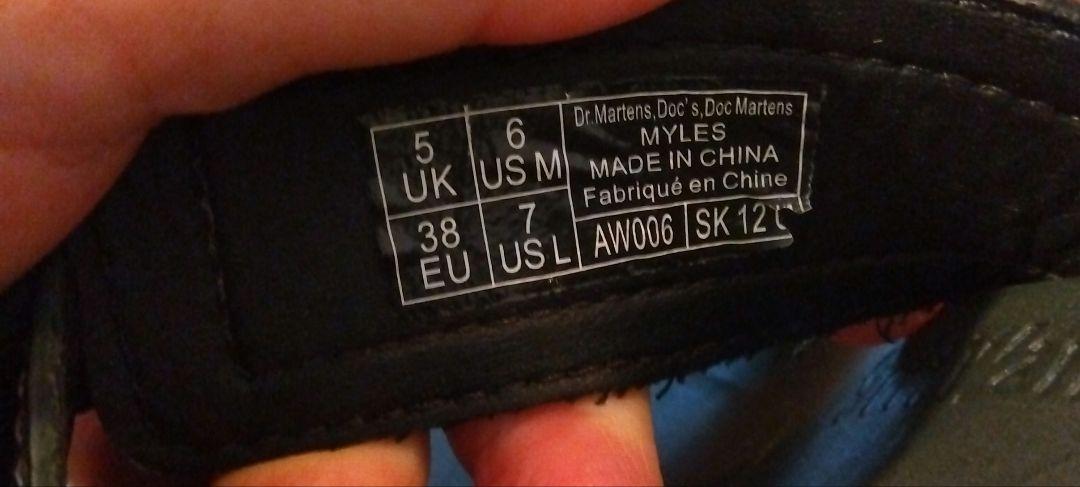 5
UK
6
US M
38
EU
7
US L
Dr.Martens,Doc's,Doc Martens
MYLES
MADE IN CHINA
Fabriqué en Chine
AW006
SK 12